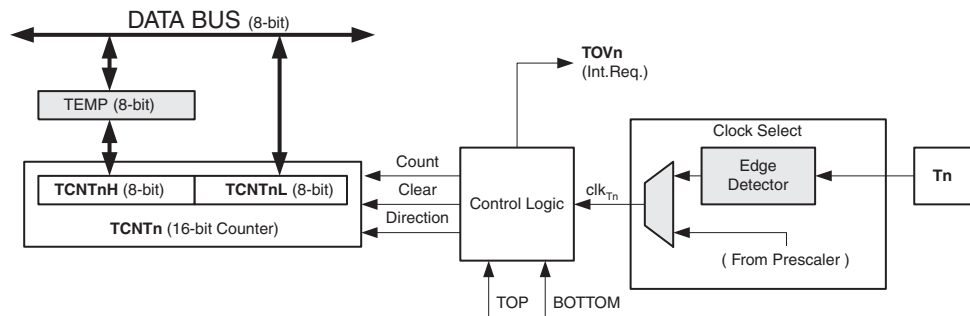 DATA BUS (8-bit)
TEMP (8-bit)
TCNTnH (8-bit)
TCNTnL (8-bit)
TCNTn (16-bit Counter)
Count
Clear
Direction
Control Logic
TOVn
(Int.Req.)
TOP
BOTTOM
clkTn
Clock Select
Edge
Detector
( From Prescaler )
Tn